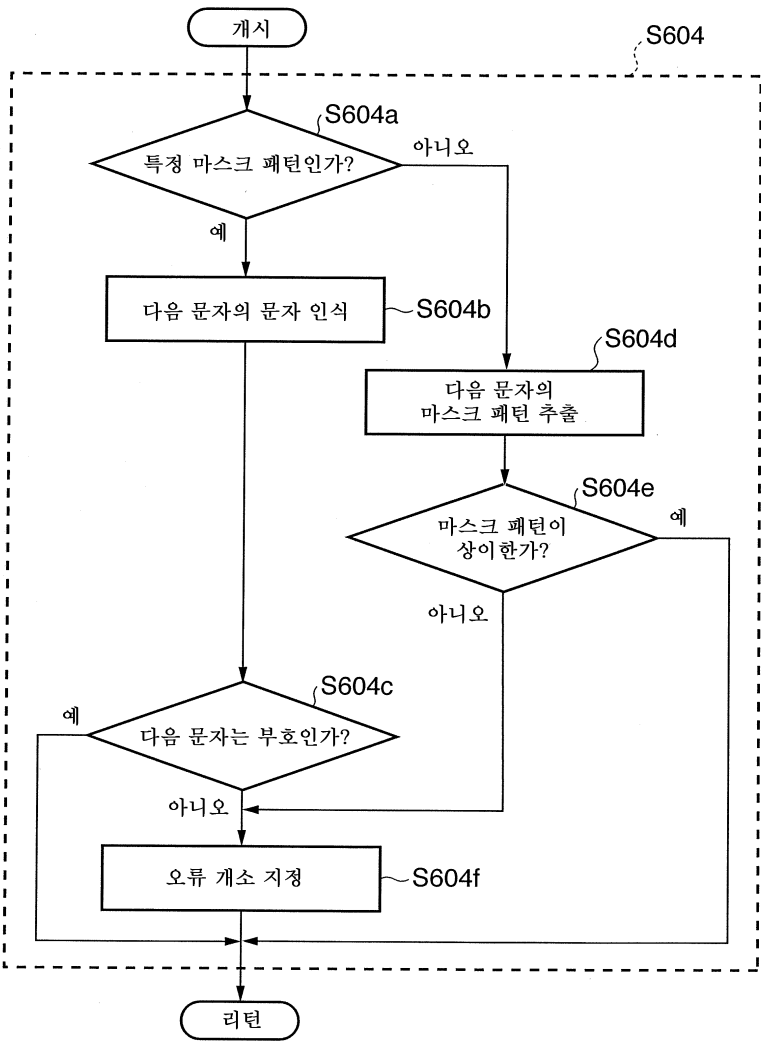 개시
S604
S604a
특정 마스크 패턴인가?
아니오
예
다음 문자의 문자 인식
S604b
S604d
다음 문자의
마스크 패턴 추출
S604e
마스크 패턴이
상이한가?
예
아니오
S604c
예
다음 문자는 부호인가?
아니오
오류 개소 지정
S604f
리턴